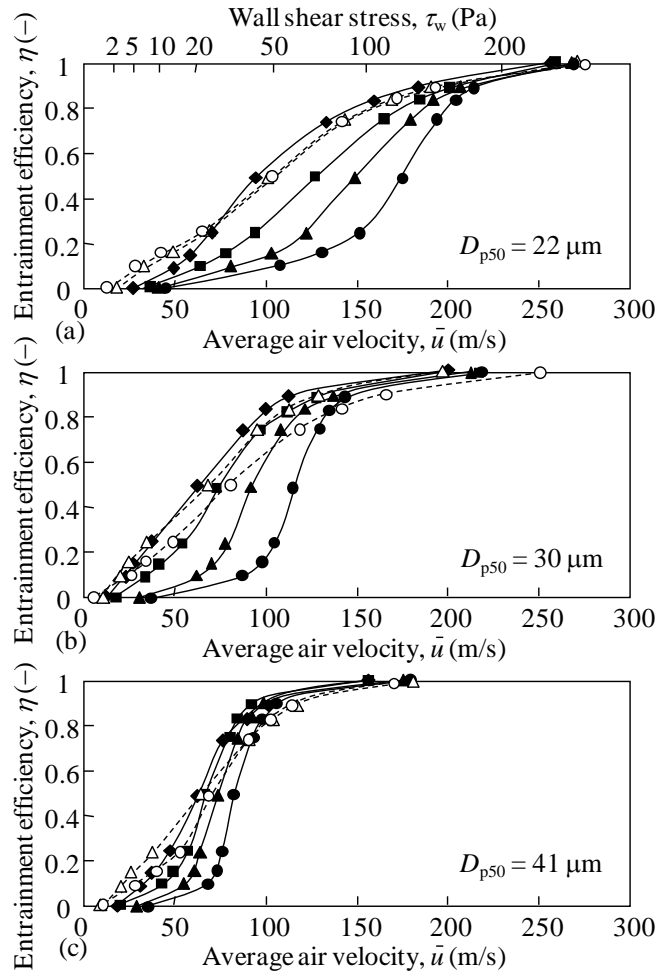 Wall shear stress, τw (Pa)
2 5 10 20 50 100 200
Entrainment efficiency, η (–)
1
0.8
0.6
0.4
0.2
0
Dp50 = 22 μm
0 50 100 150 200 250 300
(a)
Average air velocity, ū (m/s)
Entrainment efficiency, η (–)
1
0.8
0.6
0.4
0.2
0
Dp50 = 30 μm
0 50 100 150 200 250 300
(b)
Average air velocity, ū (m/s)
Entrainment efficiency, η (–)
1
0.8
0.6
0.4
0.2
0
Dp50 = 41 μm
0 50 100 150 200 250 300
(c)
Average air velocity, ū (m/s)